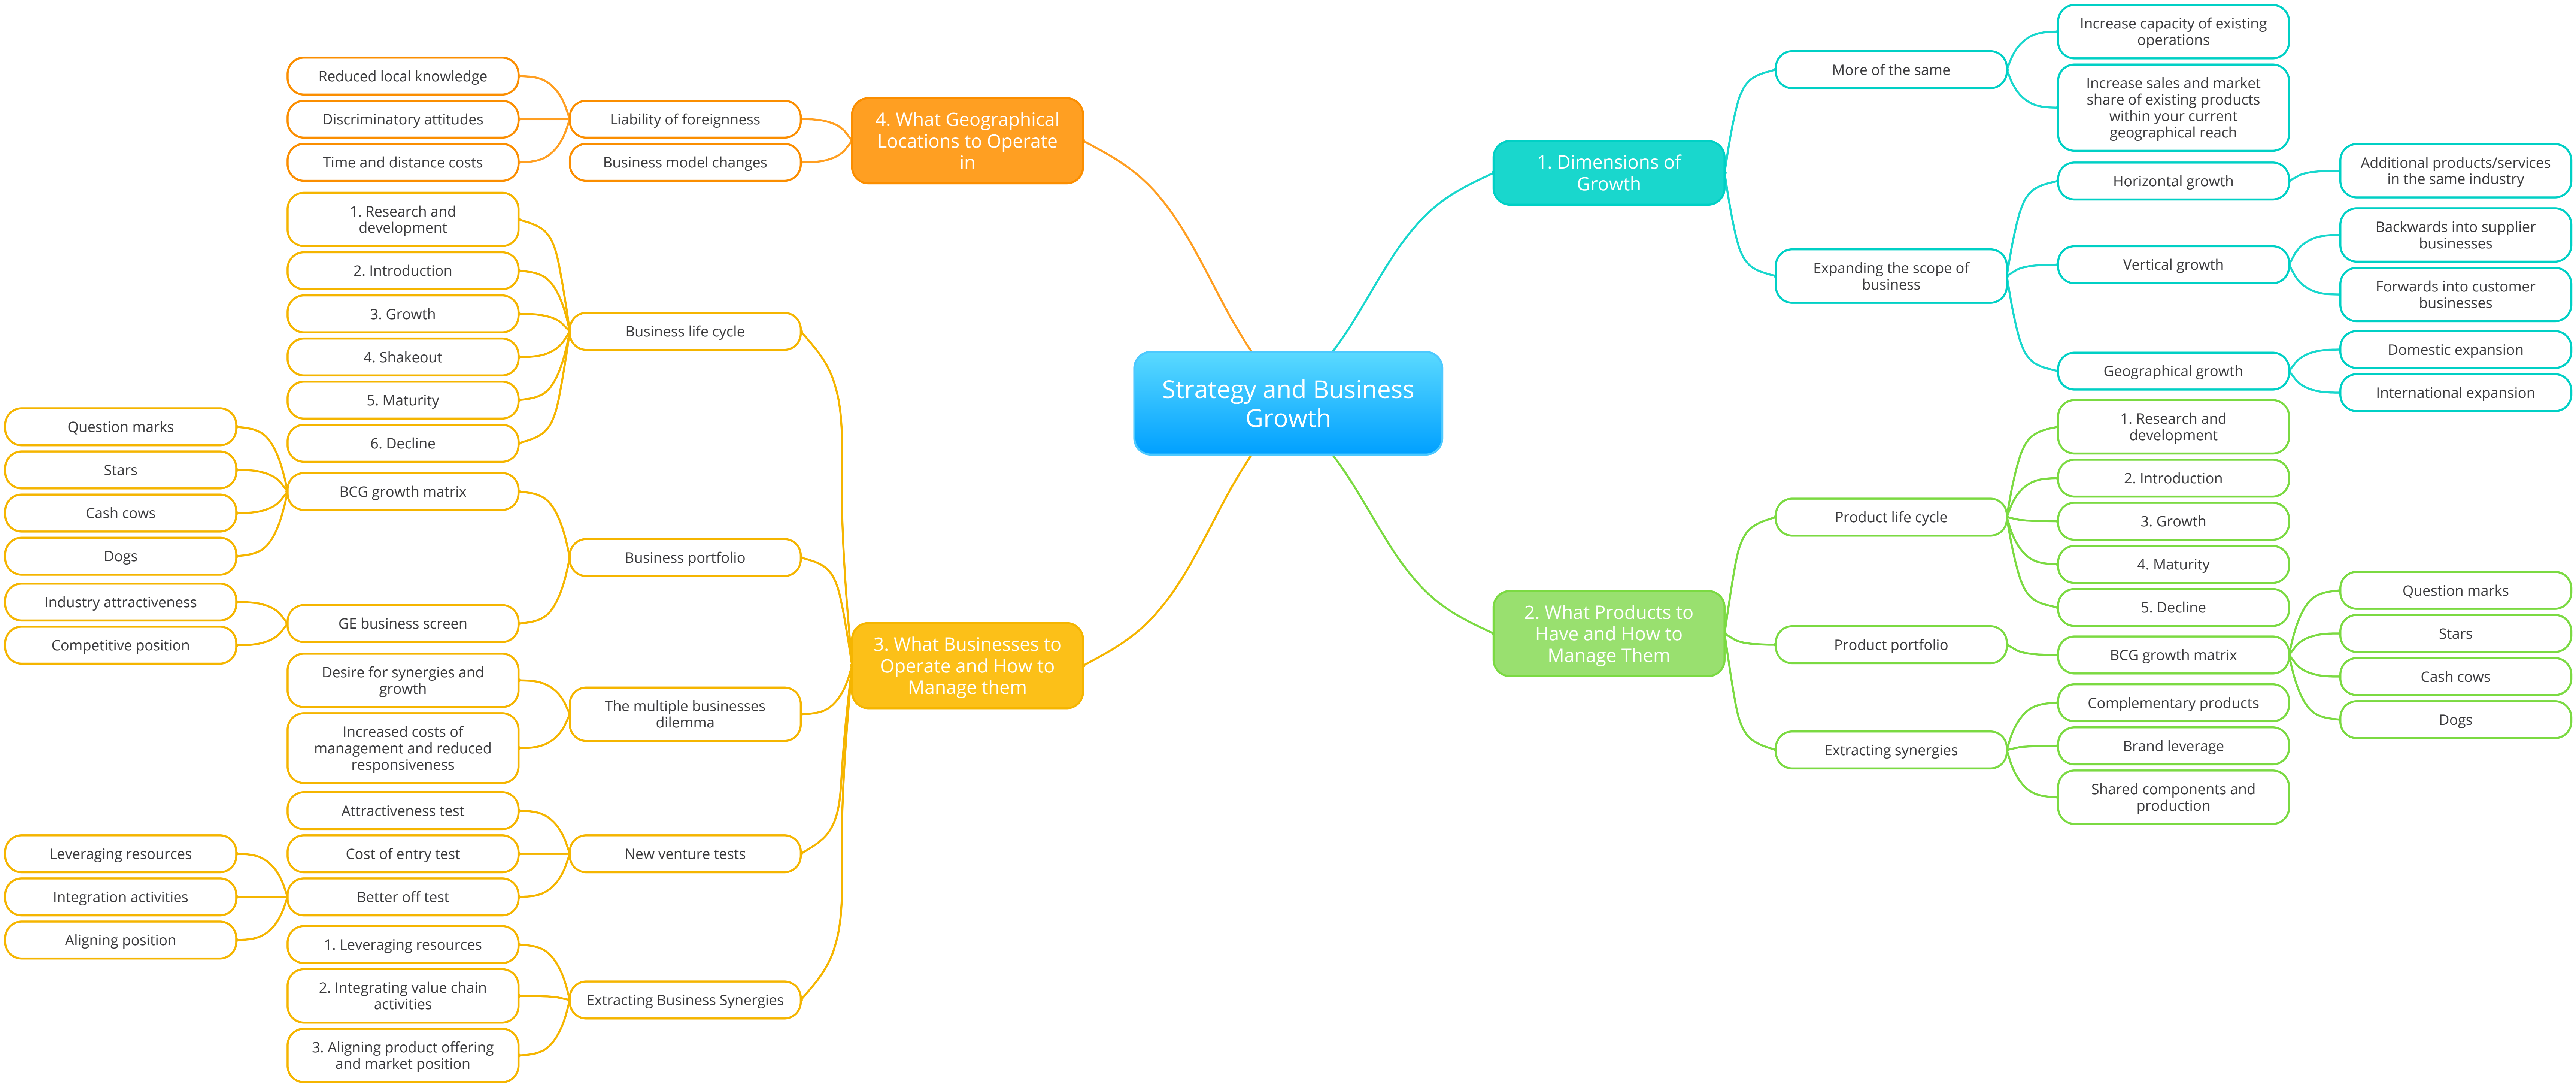 Strategy and Business
Growth
1. Dimensions of
Growth
More of the same
Increase capacity of existing
operations
Increase sales and market
share of existing products
within your current
geographical reach
Expanding the scope of
business
Horizontal growth
Additional products/services
in the same industry
Vertical growth
Backwards into supplier
businesses
Forwards into customer
businesses
Geographical growth
Domestic expansion
International expansion
2. What Products to
Have and How to
Manage Them
Product life cycle
1. Research and
development
2. Introduction
3. Growth
4. Maturity
5. Decline
Product portfolio
BCG growth matrix
Question marks
Stars
Cash cows
Dogs
Extracting synergies
Complementary products
Brand leverage
Shared components and
production
3. What Businesses to
Operate and How to
Manage them
Business life cycle
1. Research and
development
2. Introduction
3. Growth
4. Shakeout
5. Maturity
6. Decline
Business portfolio
BCG growth matrix
Question marks
Stars
Cash cows
Dogs
GE business screen
Industry attractiveness
Competitive position
The multiple businesses
dilemma
Desire for synergies and
growth
Increased costs of
management and reduced
responsiveness
New venture tests
Attractiveness test
Cost of entry test
Better off test
Leveraging resources
Integration activities
Aligning position
Extracting Business Synergies
1. Leveraging resources
2. Integrating value chain
activities
3. Aligning product offering
and market position
4. What Geographical
Locations to Operate
in
Liability of foreignness
Reduced local knowledge
Discriminatory attitudes
Time and distance costs
Business model changes